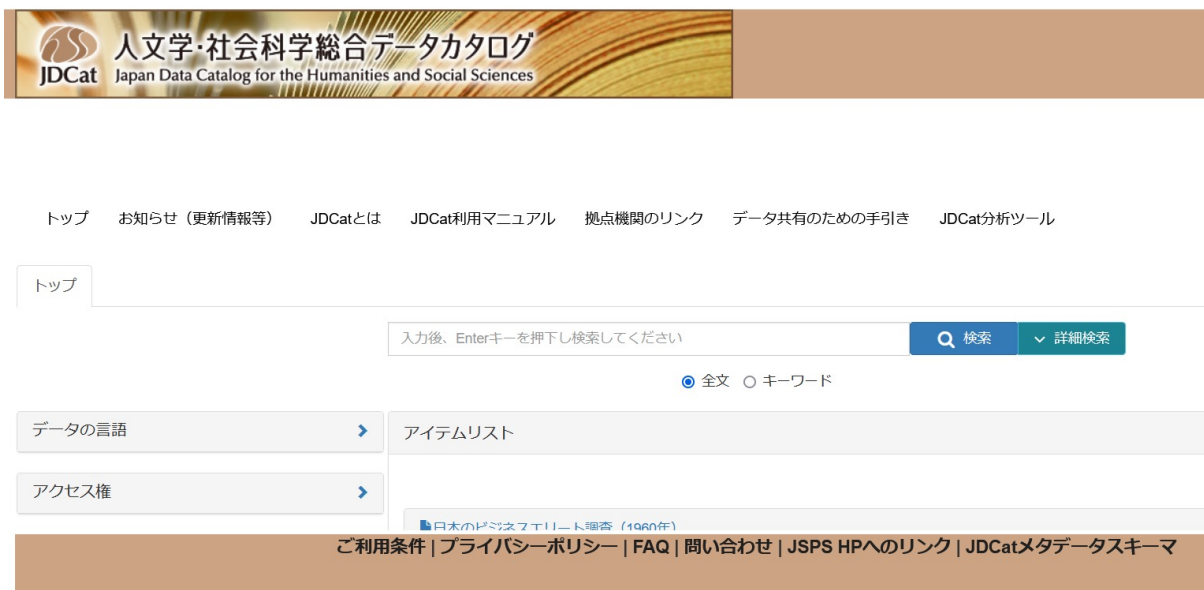 人文学・社会科学総合データカタログ
JDCat Japan Data Catalog for the Humanities and Social Sciences
トップ お知らせ（更新情報等） JDCatとは JDCat利用マニュアル 拠点機関のリンク データ共有のための手引き JDCat分析ツール
トップ
入力後、Enterキーを押下し検索してください 検索 詳細検索
全文 キーワード
データの言語 アイテムリスト
アクセス権
日本のビジネスエリート調査（1960年）
ご利用条件 | プライバシーポリシー | FAQ | 問い合わせ | JSPS HPへのリンク | JDCatメタデータスキーマ